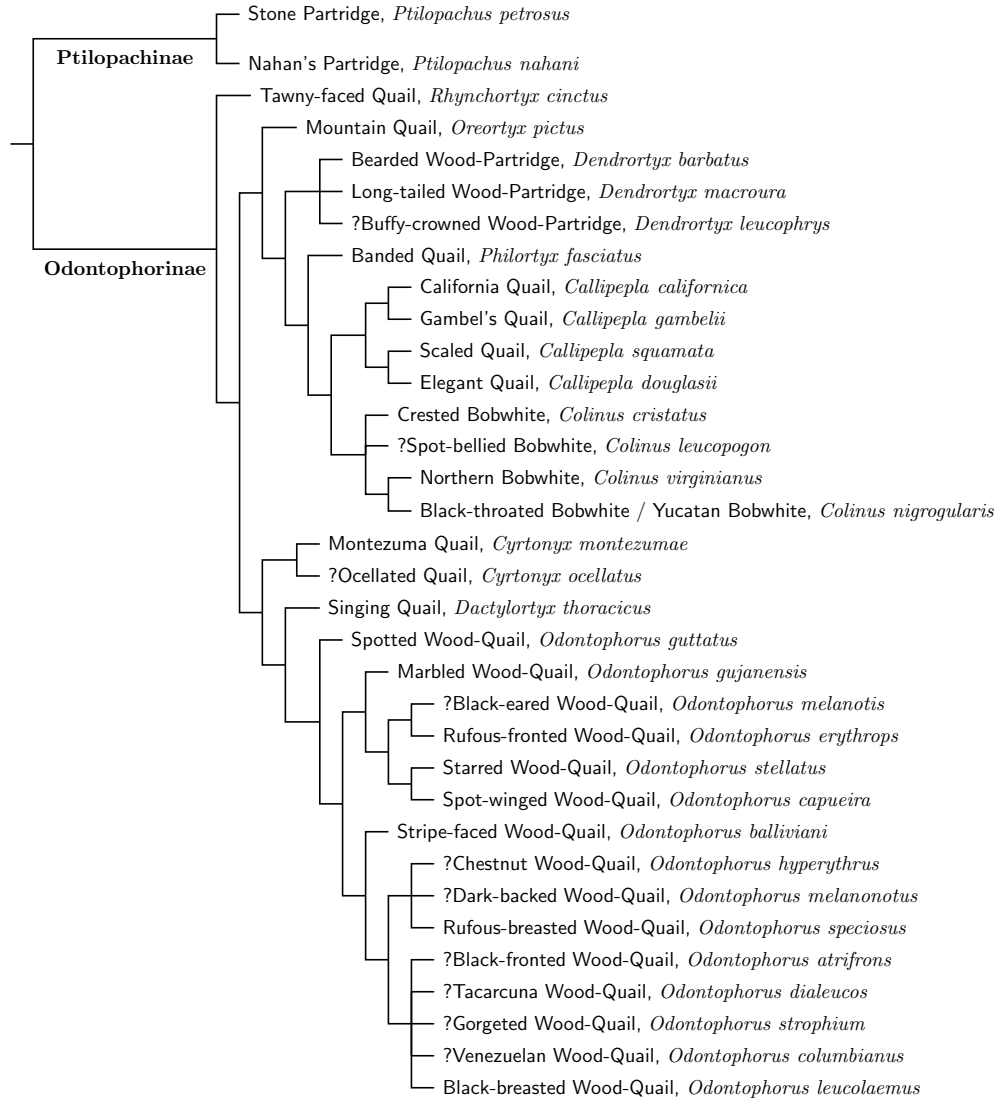 Stone Partridge, Ptilopachus petrosus
Ptilopachinae
Nahan's Partridge, Ptilopachus nahani
Tawny-faced Quail, Rhynchortyx cinctus
Mountain Quail, Oreortyx pictus
Bearded Wood-Partridge, Dendrortyx barbatus
Long-tailed Wood-Partridge, Dendrortyx macroura
?Buffy-crowned Wood-Partridge, Dendrortyx leucophrys
Banded Quail, Philortyx fasciatus
Odontophorinae
California Quail, Callipepla californica
Gambel's Quail, Callipepla gambelii
Scaled Quail, Callipepla squamata
Elegant Quail, Callipepla douglasii
Crested Bobwhite, Colinus cristatus
?Spot-bellied Bobwhite, Colinus leucopogon
Northern Bobwhite, Colinus virginianus
Black-throated Bobwhite / Yucatan Bobwhite, Colinus nigrogularis
Montezuma Quail, Cyrtonyx montezumae
?Ocellated Quail, Cyrtonyx ocellatus
Singing Quail, Dactylortyx thoracicus
Spotted Wood-Quail, Odontophorus guttatus
Marbled Wood-Quail, Odontophorus gujanensis
?Black-eared Wood-Quail, Odontophorus melanotis
Rufous-fronted Wood-Quail, Odontophorus erythrops
Starred Wood-Quail, Odontophorus stellatus
Spot-winged Wood-Quail, Odontophorus capueira
Stripe-faced Wood-Quail, Odontophorus balliviani
?Chestnut Wood-Quail, Odontophorus hyperythrus
?Dark-backed Wood-Quail, Odontophorus melanonotus
Rufous-breasted Wood-Quail, Odontophorus speciosus
?Black-fronted Wood-Quail, Odontophorus atrifrons
?Tacarcuna Wood-Quail, Odontophorus dialeucos
?Gorgeted Wood-Quail, Odontophorus strophium
?Venezuelan Wood-Quail, Odontophorus columbianus
Black-breasted Wood-Quail, Odontophorus leucolaemus